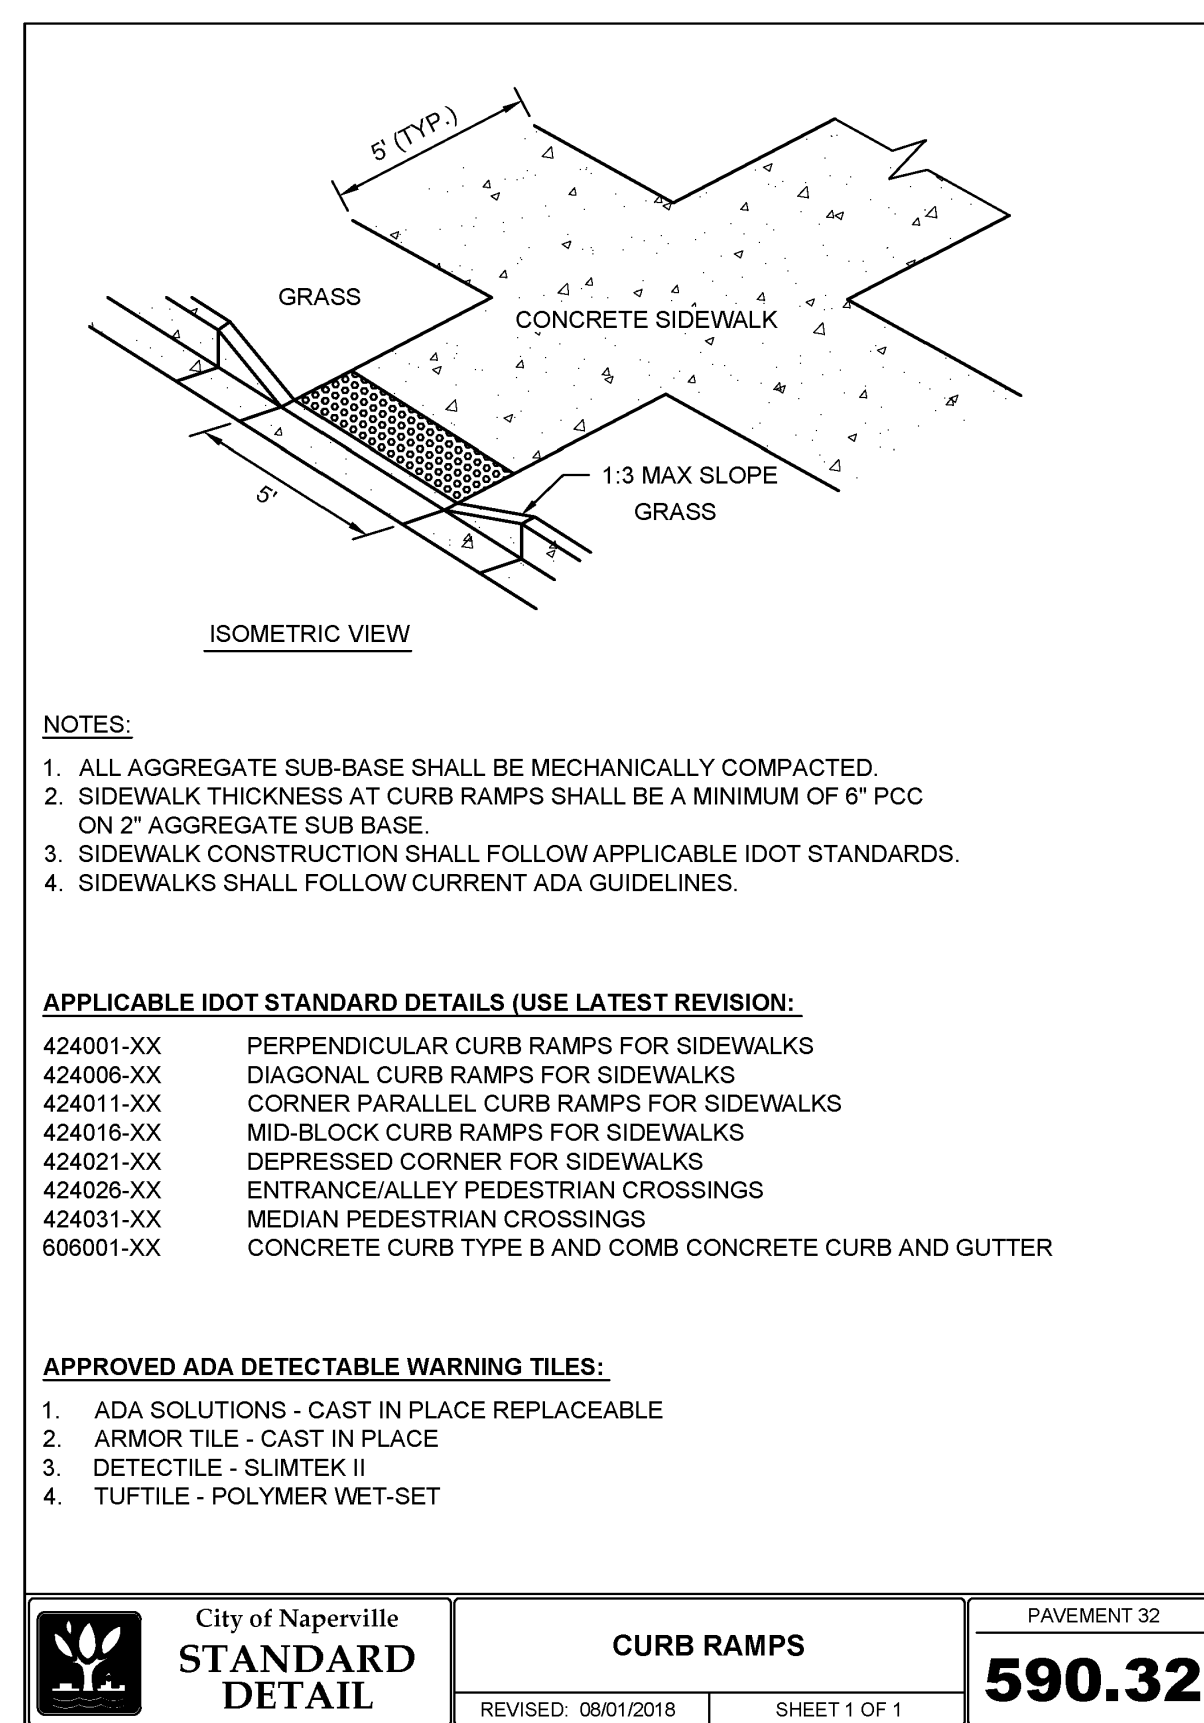 5' (TYP.)
GRASS
CONCRETE SIDEWALK
1:3 MAX SLOPE
GRASS
5'
ISOMETRIC VIEW
NOTES:
1. ALL AGGREGATE SUB-BASE SHALL BE MECHANICALLY COMPACTED.
2. SIDEWALK THICKNESS AT CURB RAMPS SHALL BE A MINIMUM OF 6" PCC
ON 2" AGGREGATE SUB BASE.
3. SIDEWALK CONSTRUCTION SHALL FOLLOW APPLICABLE IDOT STANDARDS.
4. SIDEWALKS SHALL FOLLOW CURRENT ADA GUIDELINES.
APPLICABLE IDOT STANDARD DETAILS (USE LATEST REVISION:
424001-XX PERPENDICULAR CURB RAMPS FOR SIDEWALKS
424006-XX DIAGONAL CURB RAMPS FOR SIDEWALKS
424011-XX CORNER PARALLEL CURB RAMPS FOR SIDEWALKS
424016-XX MID-BLOCK CURB RAMPS FOR SIDEWALKS
424021-XX DEPRESSED CORNER FOR SIDEWALKS
424026-XX ENTRANCE/ALLEY PEDESTRIAN CROSSINGS
424031-XX MEDIAN PEDESTRIAN CROSSINGS
606001-XX CONCRETE CURB TYPE B AND COMB CONCRETE CURB AND GUTTER
APPROVED ADA DETECTABLE WARNING TILES:
1. ADA SOLUTIONS - CAST IN PLACE REPLACEABLE
2. ARMOR TILE - CAST IN PLACE
3. DETECTILE - SLIMTEK II
4. TUFTILE - POLYMER WET-SET
City of Naperville
STANDARD
DETAIL
CURB RAMPS
REVISED: 08/01/2018
SHEET 1 OF 1
PAVEMENT 32
590.32